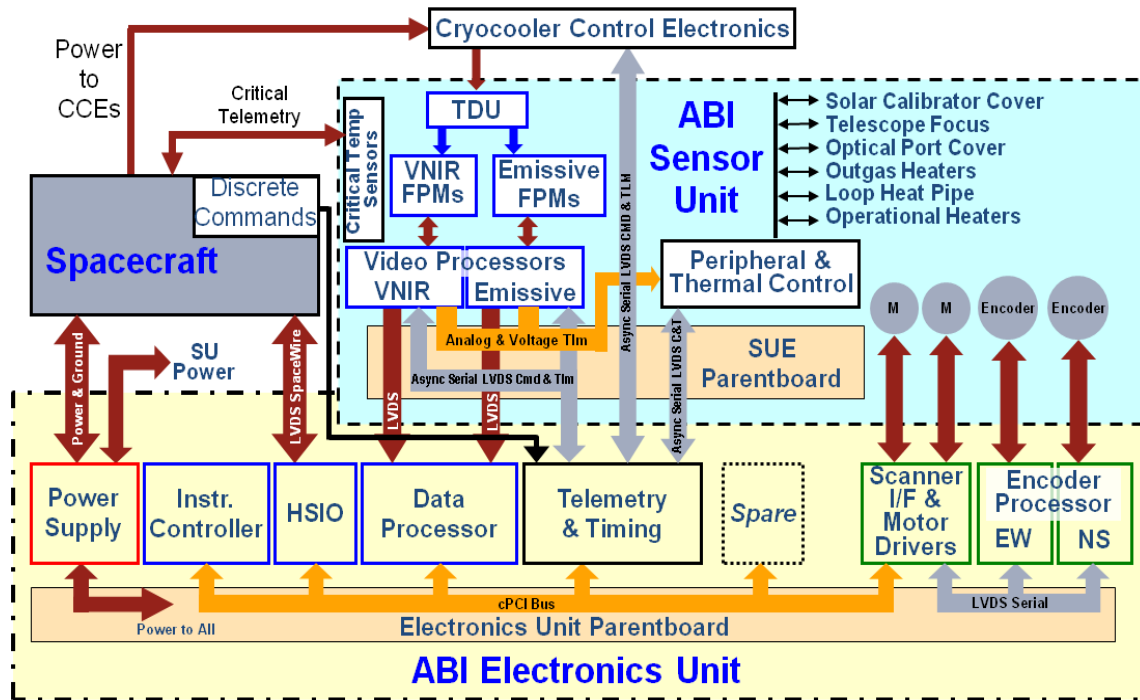 Power
to
CCEs
Cryocooler Control Electronics
Critical
Telemetry
Critical Temp
Sensors
TDU
VNIR
FPMs
Emissive
FPMs
ABI
Sensor
Unit
Solar Calibrator Cover
Telescope Focus
Optical Port Cover
Outgas Heaters
Loop Heat Pipe
Operational Heaters
Discrete
Commands
Spacecraft
Video Processors
VNIR
Emissive
Async Serial LVDS CMD & TLM
Peripheral &
Thermal Control
M
M
Encoder
Encoder
Analog & Voltage Tlm
SUE
Parentboard
Async Serial LVDS Cmd & Tlm
Async Serial LVDS C&T
Power & Ground
SU
Power
LVDS SpaceWire
LVDS
LVDS
Power
Supply
Instr.
Controller
HSIO
Data
Processor
Telemetry
& Timing
Spare
Scanner
I/F &
Motor
Drivers
Encoder
Processor
EW
NS
cPCI Bus
LVDS Serial
Power to All
Electronics Unit Parentboard
ABI Electronics Unit